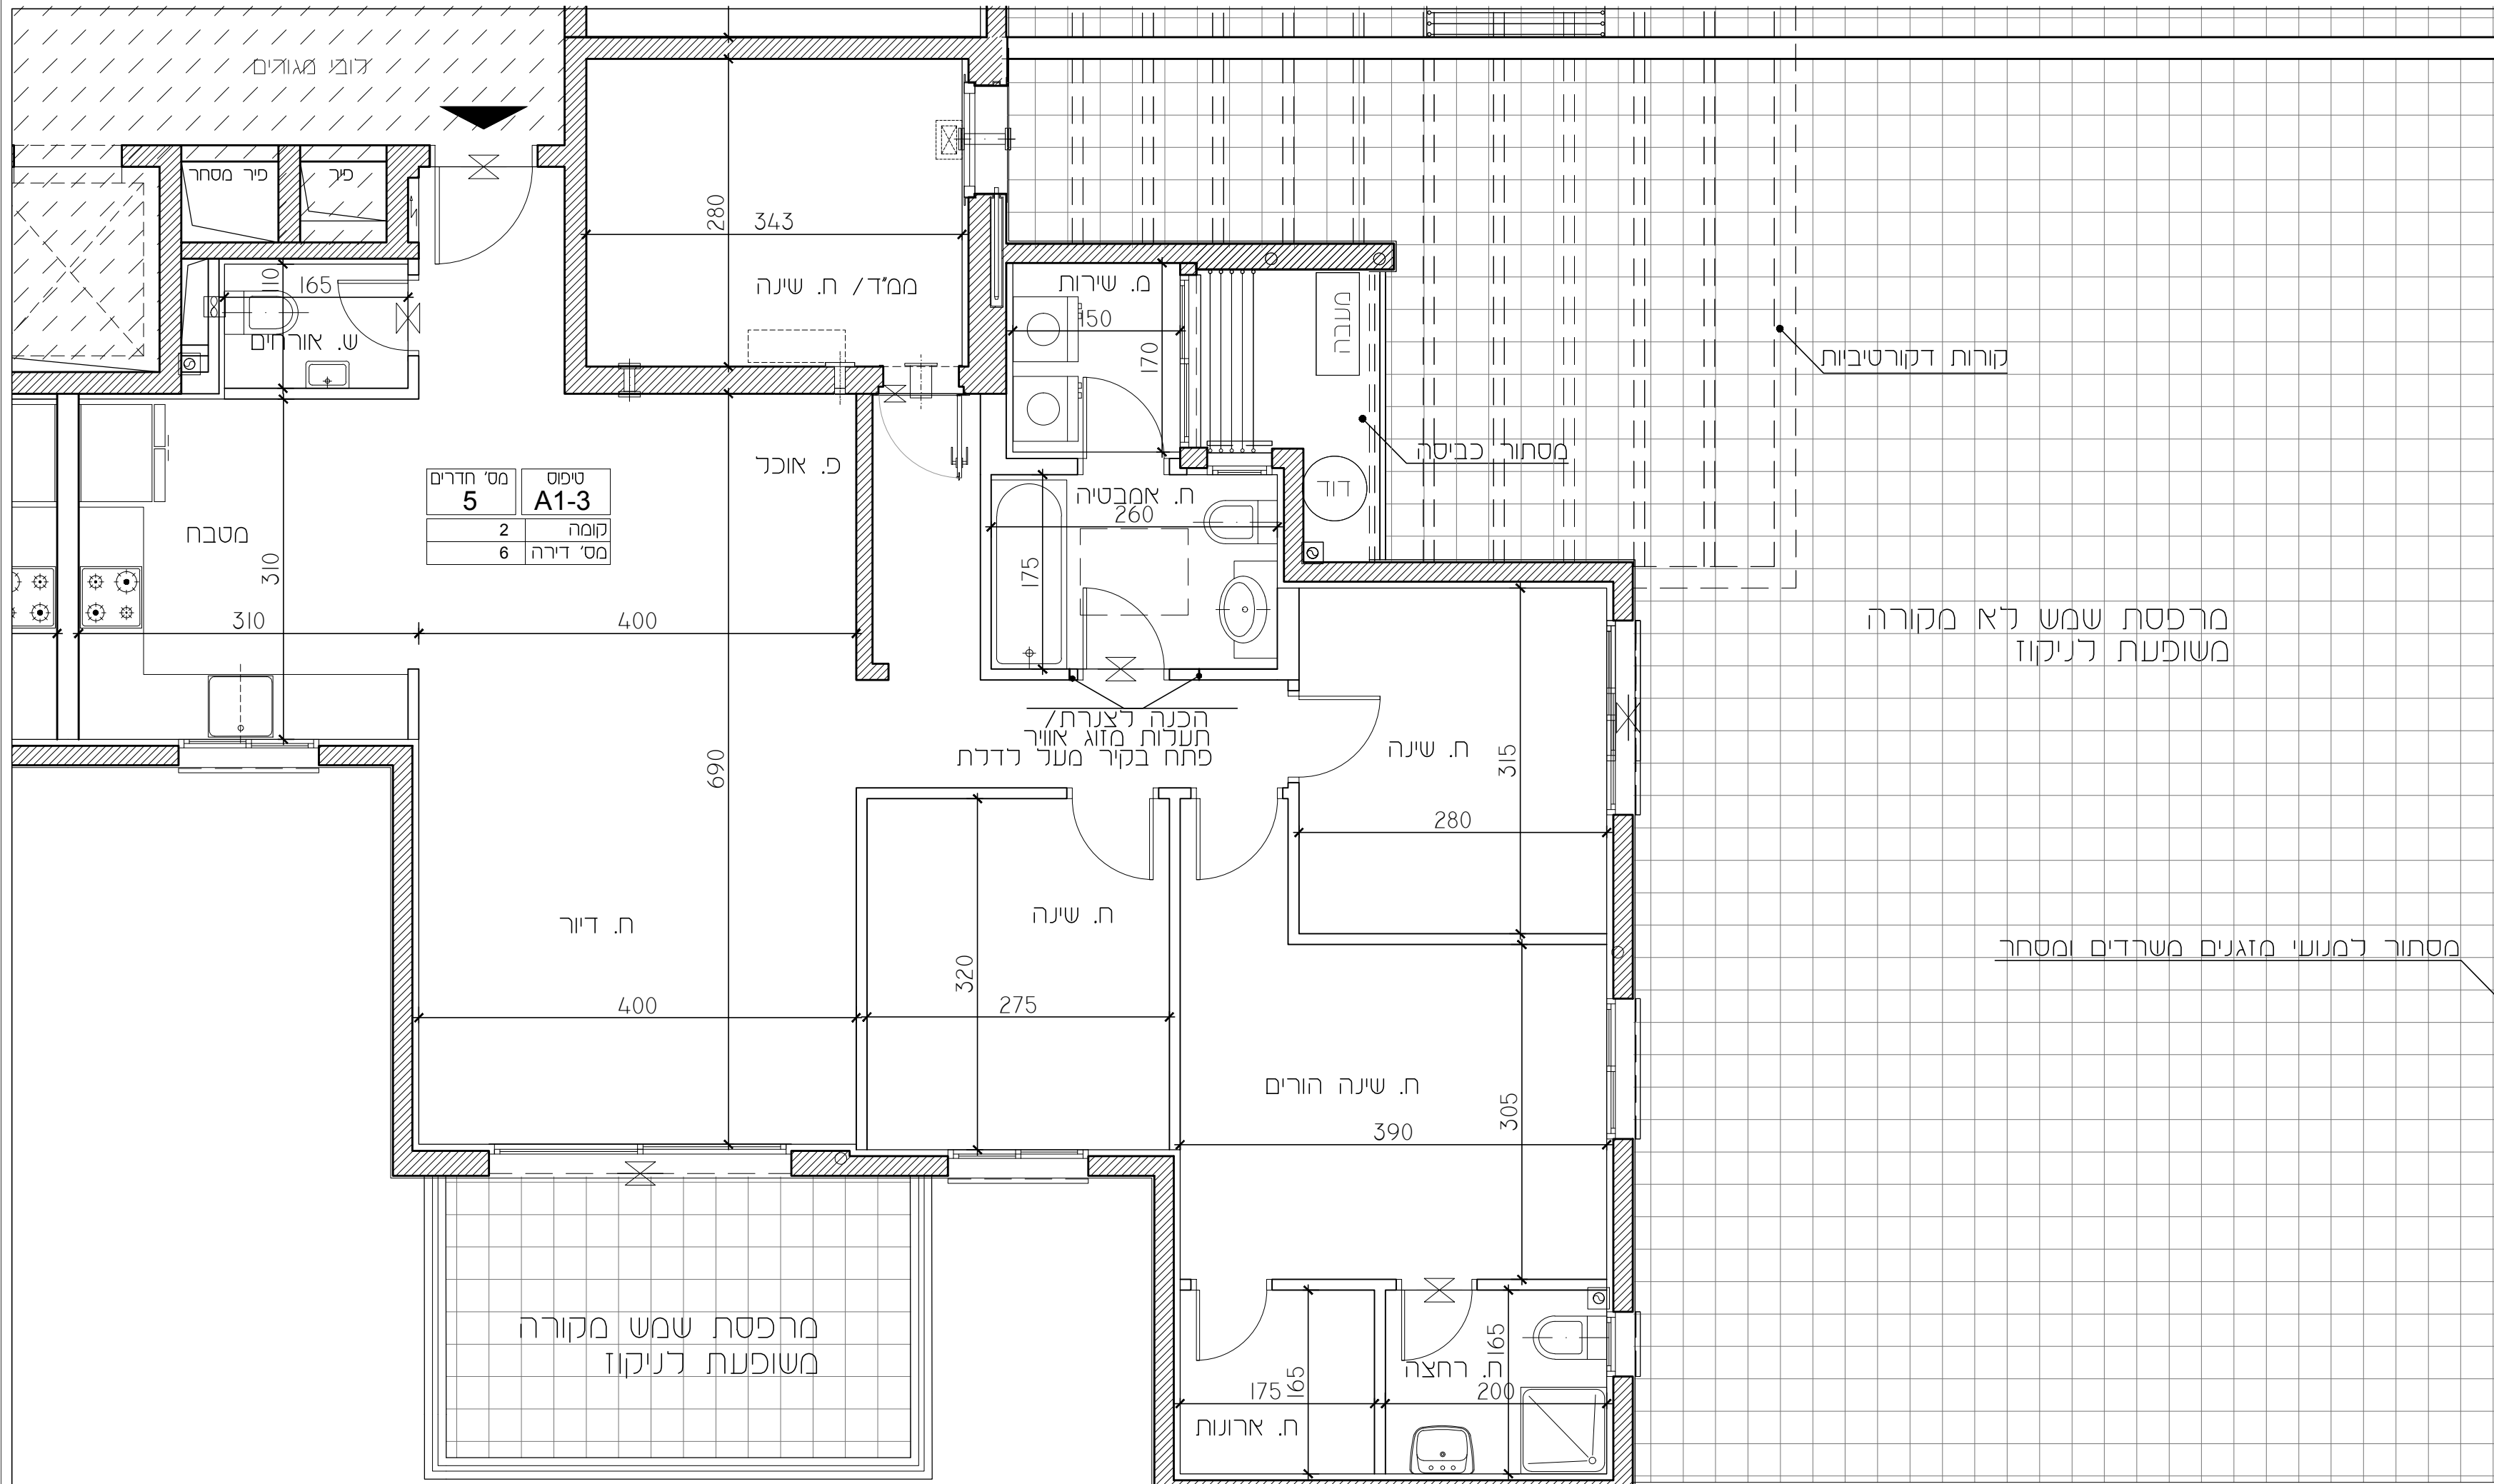 לובי מגורים
פיר מסחר
פיר
280
343
ממ"ד/ ח. שינה
110
165
ש. אורחים
מ. שירות
150
170
מעבה
קורות דקורטיביות
מסתור כביסה
דוד
פ. אוכל
טיפוס
A1-3
מס' חדרים
5
קומה 2
מס' דירה 6
מטבח
310
310
400
ח. אמבטיה
260
175
מרפסת שמש לא מקורה
משופעת לניקוז
הכנה לצנרת/
תעלות מזוג אוויר
פתח בקיר מעל לדלת
690
ח. שינה
315
280
ח. דיור
400
ח. שינה
320
275
מסתור למנועי מזגנים משרדים ומסחר
ח. שינה הורים
305
390
מרפסת שמש מקורה
משופעת לניקוז
ח. רחצה
165
200
175
165
ח. ארונות